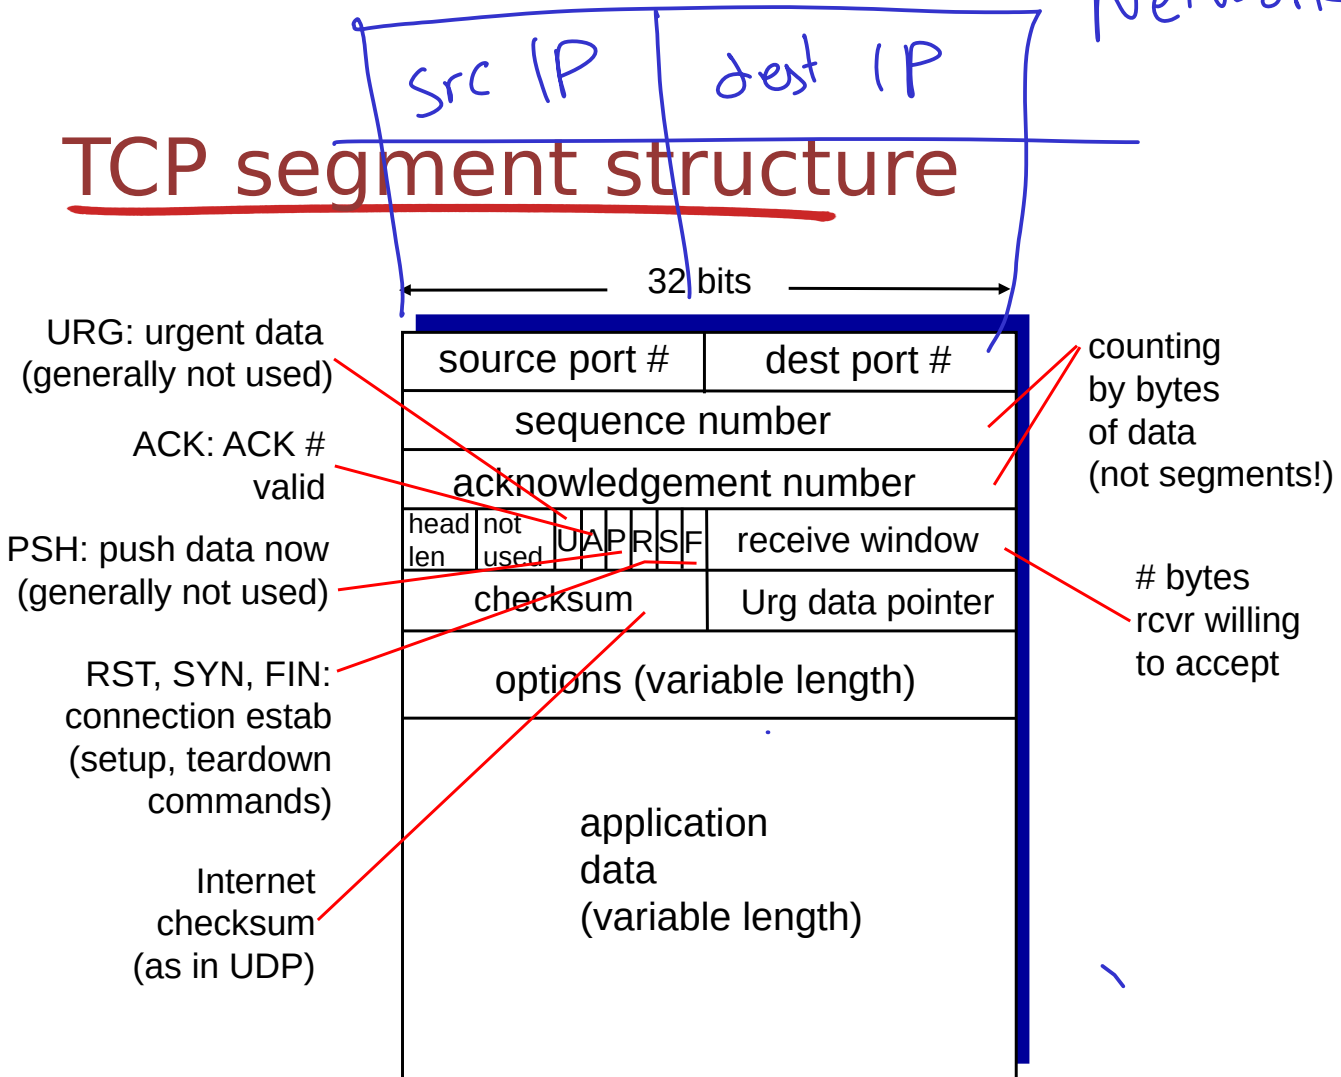 Network
src IP dest IP
TCP segment structure
32 bits
URG: urgent data
(generally not used)
ACK: ACK #
valid
PSH: push data now
(generally not used)
RST, SYN, FIN:
connection estab
(setup, teardown
commands)
Internet
checksum
(as in UDP)
source port # dest port #
sequence number
acknowledgement number
head
len
not
used
U A P R S F
receive window
checksum Urg data pointer
options (variable length)
application
data
(variable length)
counting
by bytes
of data
(not segments!)
# bytes
rcvr willing
to accept